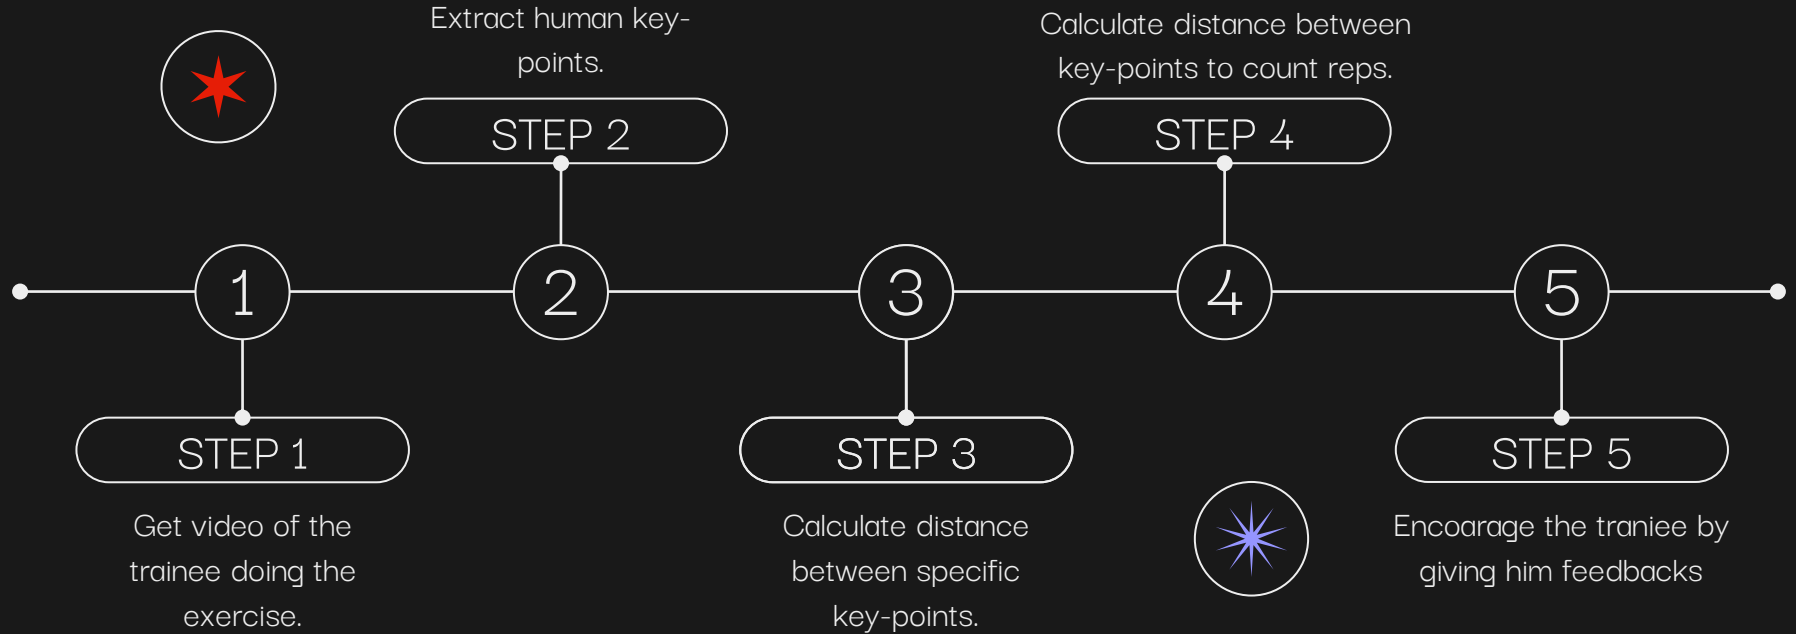 Extract human key-
points.
STEP 2
Calculate distance between
key-points to count reps.
STEP 4
1
2
3
4
5
STEP 1
Get video of the
trainee doing the
exercise.
STEP 3
Calculate distance
between specific
key-points.
STEP 5
Encoarage the traniee by
giving him feedbacks